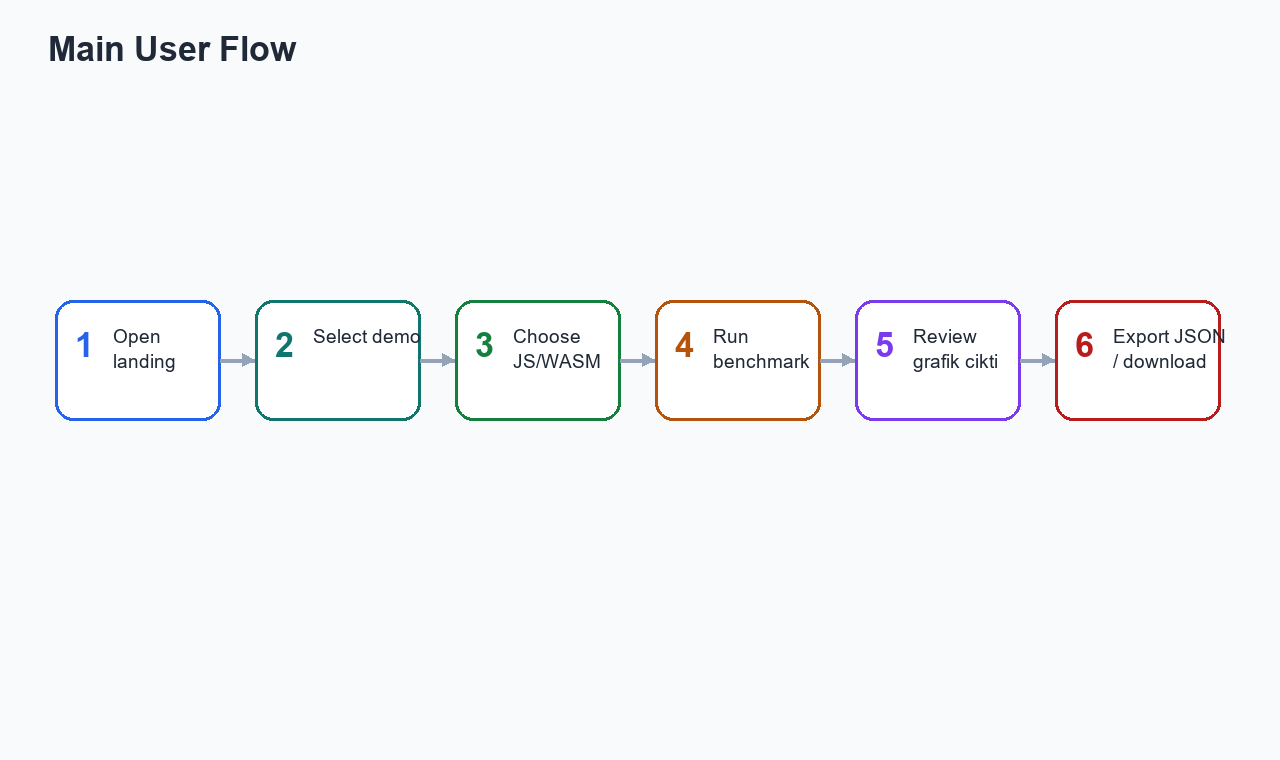 Main User Flow
1
Open
landing
2
Select demo
3
Choose
JS/WASM
4
Run
benchmark
5
Review
grafik cikti
6
Export JSON
/ download